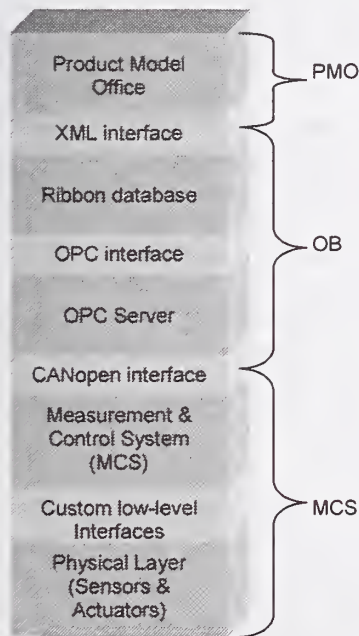 Product Model
Office
PMO
XML interface
Ribbon database
OPC interface
OB
OPC Server
CANopen interface
Measurement &
Control System
(MCS)
Custom low-level
Interfaces
MCS
Physical Layer
(Sensors &
Actuators)